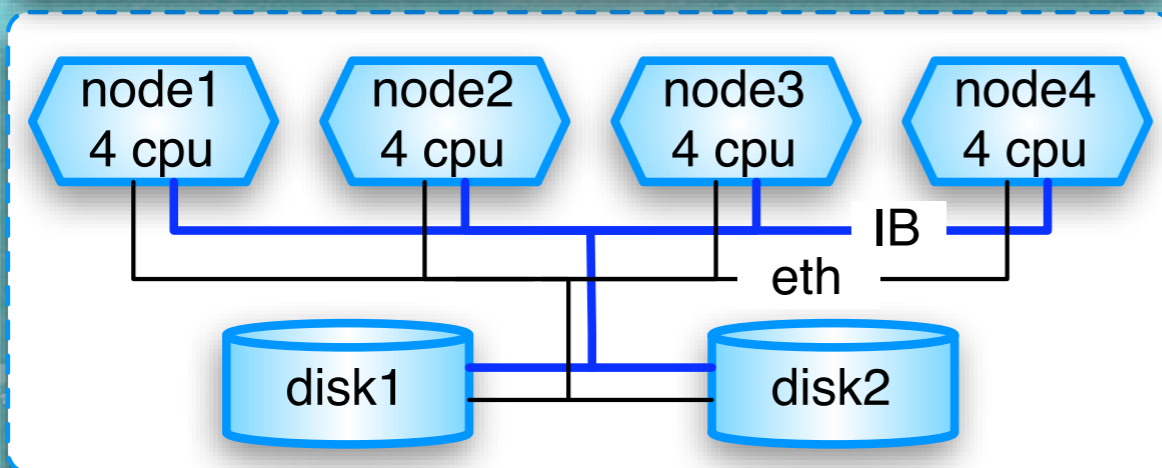 node1
4 cpu
node2
4 cpu
node3
4 cpu
node4
4 cpu
IB
eth
disk1
disk2